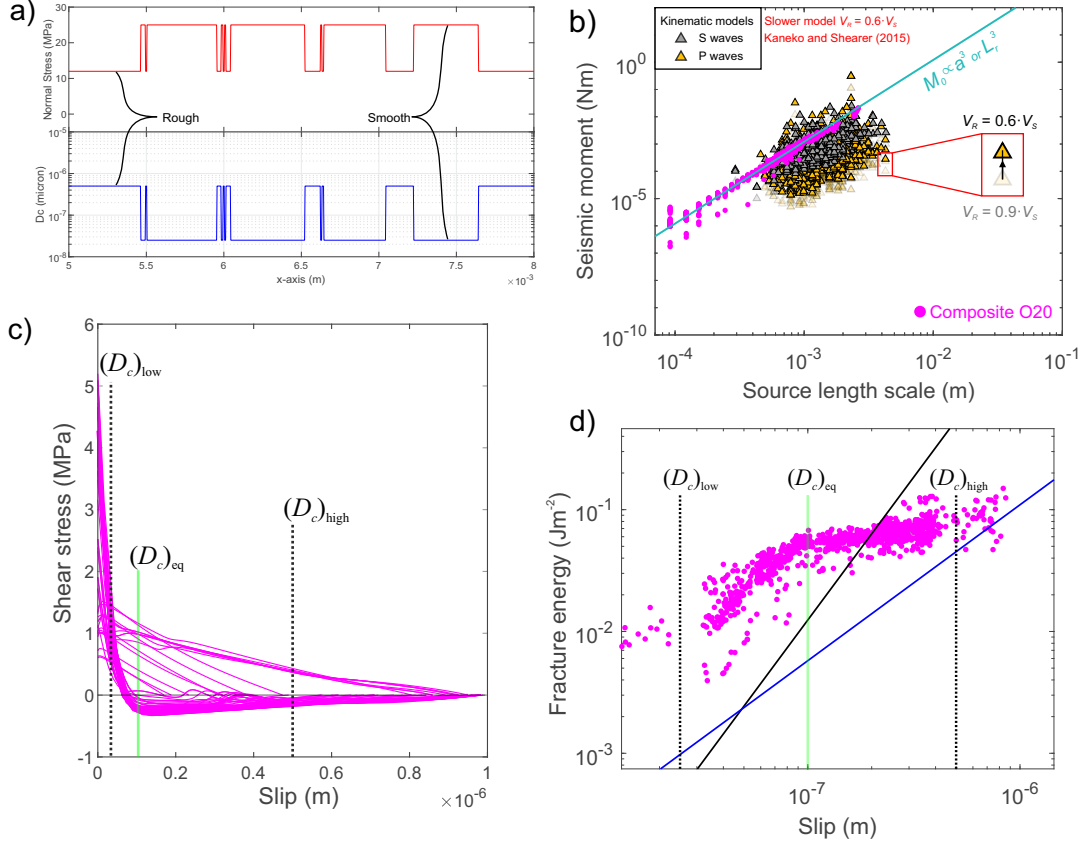 a)
Normal Stress (MPa)
30
20
10
0
Rough
Smooth
Dc (micron)
10^-5
10^-6
10^-7
10^-8
5
5.5
6
6.5
7
7.5
8
x-axis (m)
× 10^-3
b)
Kinematic models
S waves
P waves
Slower model V_R = 0.6· V_S
Kaneko and Shearer (2015)
M_0 ∝ a^3 or L_r^3
V_R = 0.6· V_S
V_R = 0.9· V_S
Composite O20
Seismic moment (Nm)
10^0
10^-5
10^-10
10^-4
10^-3
10^-2
10^-1
Source length scale (m)
c)
(D_c)_low
(D_c)_eq
(D_c)_high
Shear stress (MPa)
6
5
4
3
2
1
0
-1
0
0.2
0.4
0.6
0.8
1
Slip (m)
× 10^-6
d)
(D_c)_low
(D_c)_eq
(D_c)_high
Fracture energy (Jm^-2)
10^-1
10^-2
10^-3
10^-7
10^-6
Slip (m)